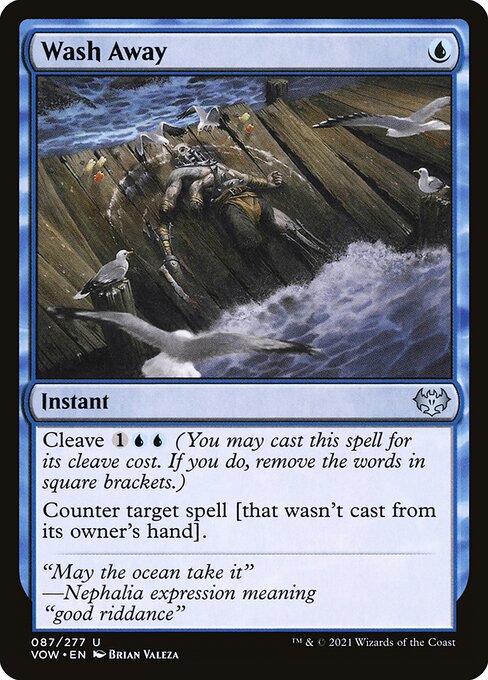 Wash Away
Instant
Cleave 1 (You may cast this spell for
its cleave cost. If you do, remove the words in
square brackets.)
Counter target spell [that wasn't cast from
its owner's hand].
“May the ocean take it”
—Nephalia expression meaning
“good riddance”
087/277 U
VOW • EN Brian Valeza
™ & © 2021 Wizards of the Coast